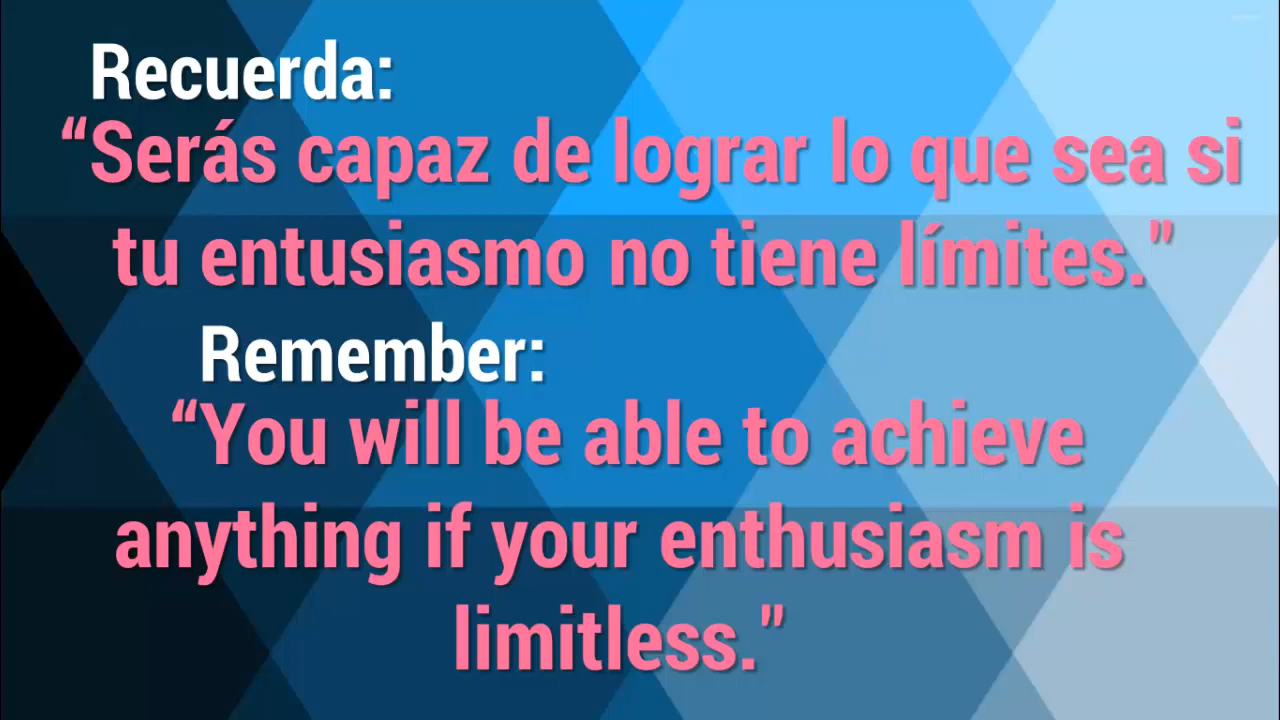 Recuerda:
“Serás capaz de lograr lo que sea si
tu entusiasmo no tiene límites.”
Remember:
“You will be able to achieve
anything if your enthusiasm is
limitless.”